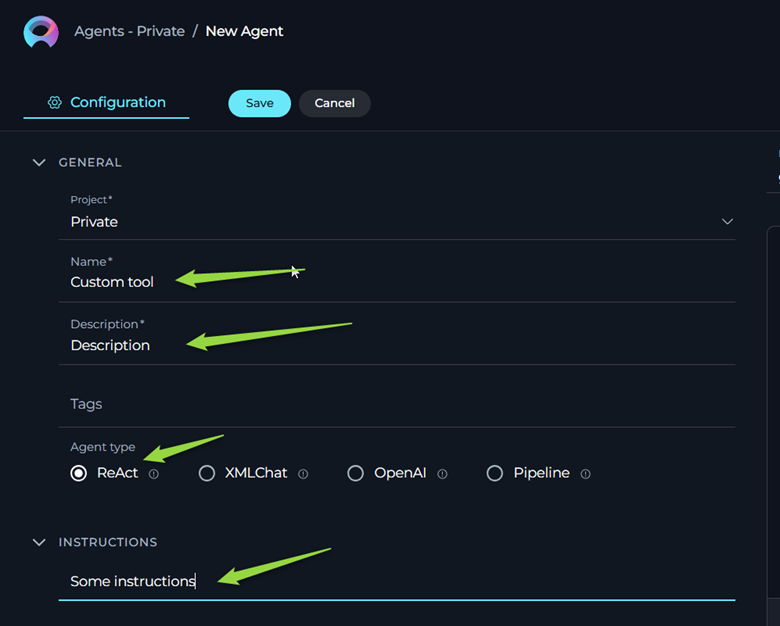 Agents - Private / New Agent
Configuration Save Cancel
GENERAL
Project*
Private
Name*
Custom tool
Description*
Description
Tags
Agent type
ReAct XMLChat OpenAI Pipeline
INSTRUCTIONS
Some instructions